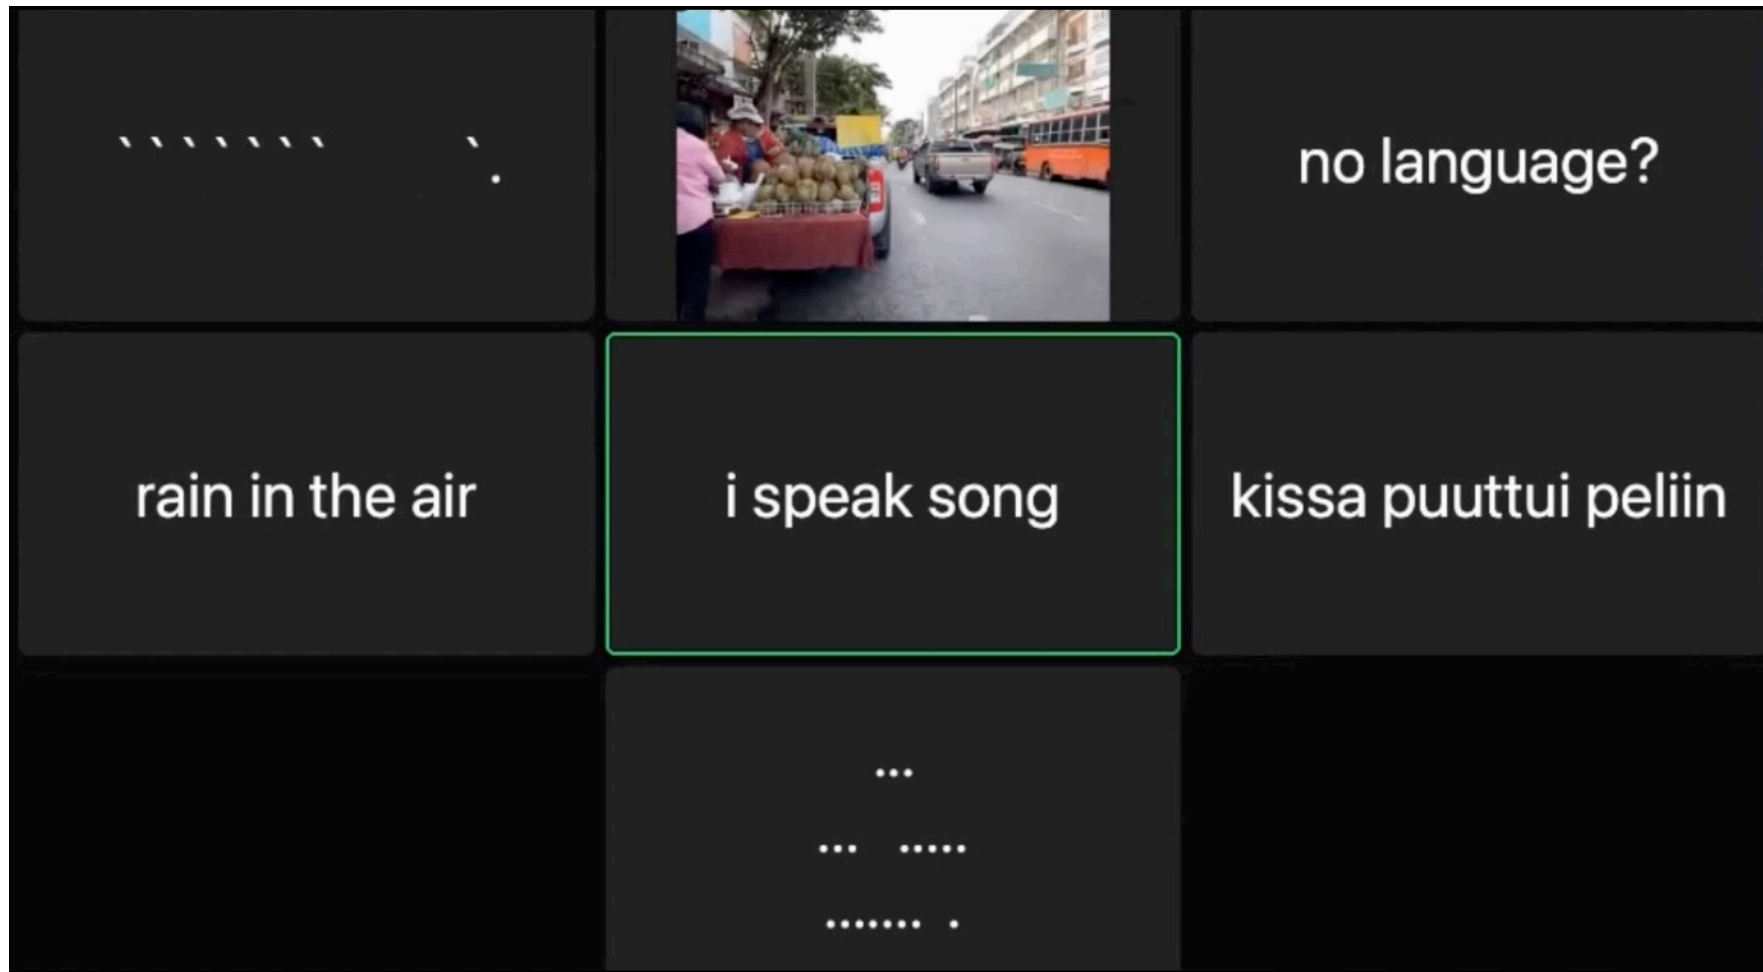 `````​`` `.
no language?
rain in the air
i speak song
kissa puuttui peliin
...
... .....
....... .